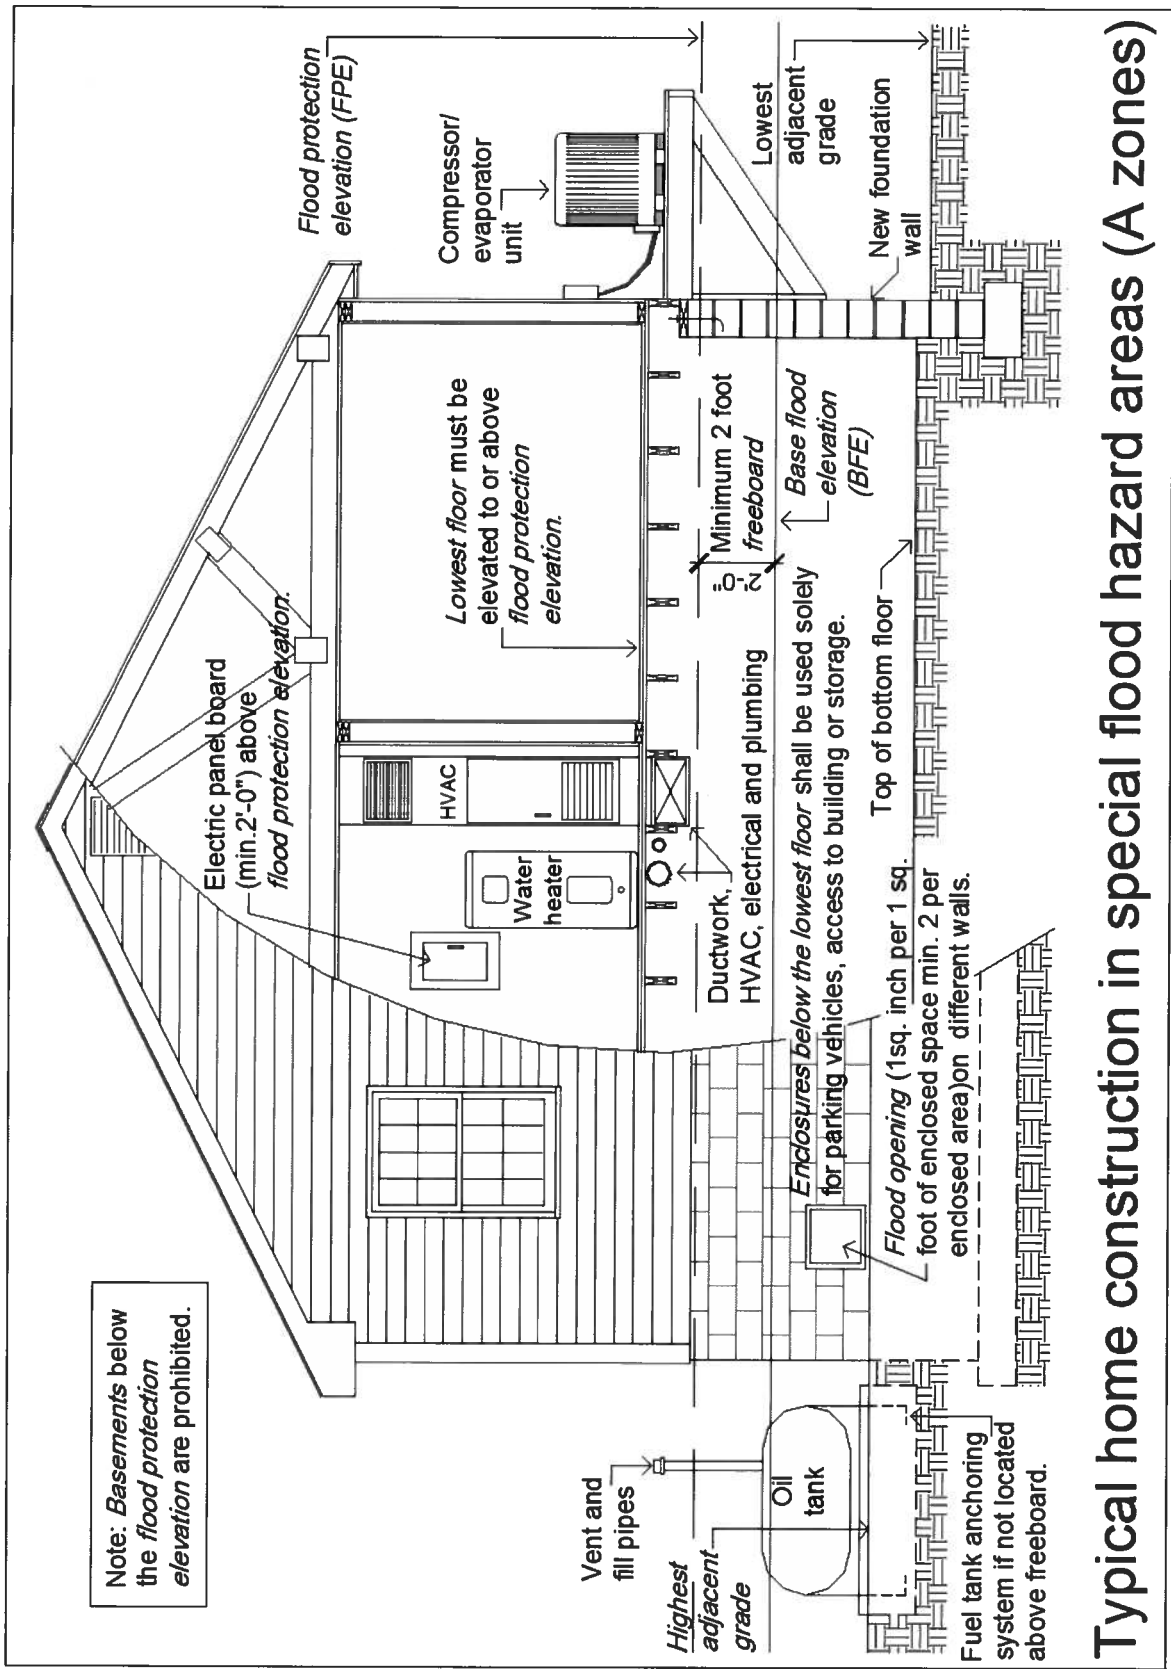 Note: Basements below
the flood protection
elevation are prohibited.
Electric panel board
(min.2'-0") above
flood protection elevation.
Flood protection
elevation (FPE)
Compressor/
evaporator
unit
Lowest floor must be
elevated to or above
flood protection
elevation.
HVAC
Water
heater
Vent and
fill pipes
Highest
adjacent
grade
Oil
tank
Fuel tank anchoring
system if not located
above freeboard.
Ductwork,
HVAC, electrical and plumbing
2'-0"
Minimum 2 foot
freeboard
Base flood
elevation
(BFE)
Lowest
adjacent
grade
New foundation
wall
Enclosures below the lowest floor shall be used solely
for parking vehicles, access to building or storage.
Flood opening (1sq. inch per 1 sq.
foot of enclosed space min. 2 per
enclosed area)on different walls.
Top of bottom floor
Typical home construction in special flood hazard areas (A zones)